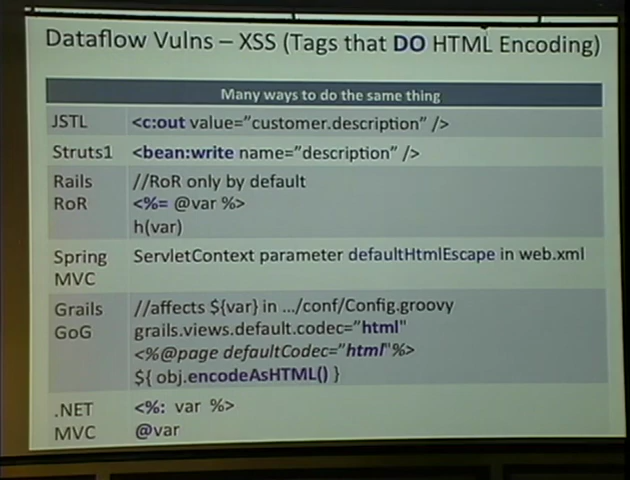 Dataflow Vulns – XSS (Tags that DO HTML Encoding)
Many ways to do the same thing
JSTL <c:out value="customer.description" />
Struts1 <bean:write name="description" />
Rails //RoR only by default
RoR <%= @var %>
h(var)
Spring ServletContext parameter defaultHtmlEscape in web.xml
MVC
Grails //affects ${var} in .../conf/Config.groovy
GoG grails.views.default.codec="html"
<%@page defaultCodec="html"%>
${ obj.encodeAsHTML() }
.NET <%: var %>
MVC @var